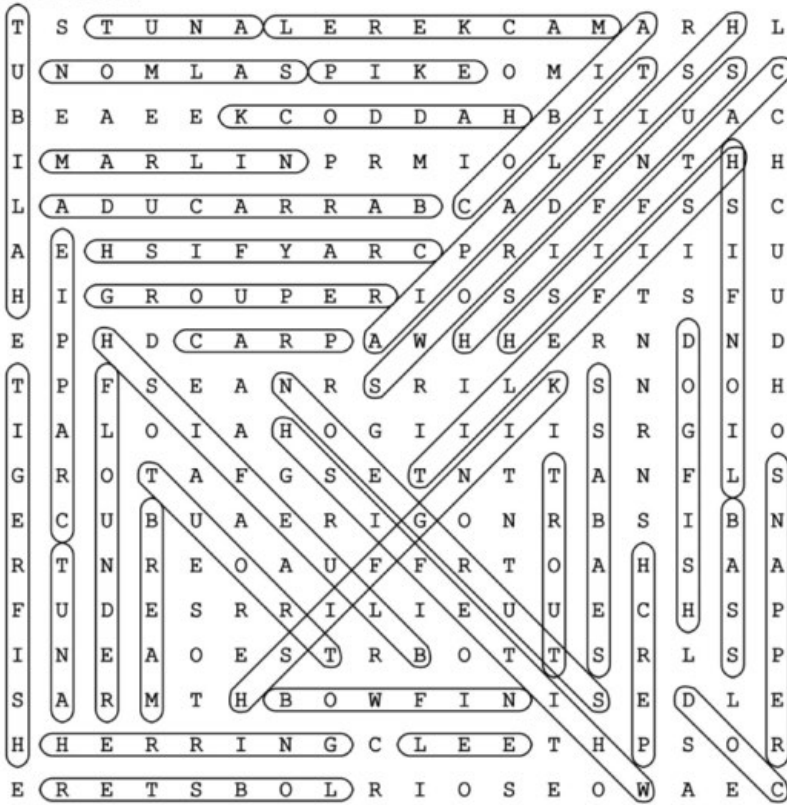 T S T U N A L E R E K C A M A R H L
U N O M L A S P I K E O M I T S S C
B E A E E K C O D D A H B I I U A C
I M A R L I N P R M I O L F N T H H
L A D U C A R R A B C A D F F S S C
A E H S I F Y A R C P R I I I I I U
H I G R O U P E R I O S S F T S F U
E P H D C A R P A W H H E R N D N D
T P F S E A N R S R I L K S N O O H
I A L O I A H O G I I I I S R G I O
G R O T A F G S E T N T T A N F L S
E C U B U A E R I G O N R B S I B N
R T N R E O A U F F R T O A H S A A
F U D E S R R I L I E U U E C H S P
I N E A O E S T R B O T T S R L S P
S A R M T H B O W F I N I S E D L E
H H E R R I N G C L E E T H P S O R
E R E T S B O L R I O S E O W A E C